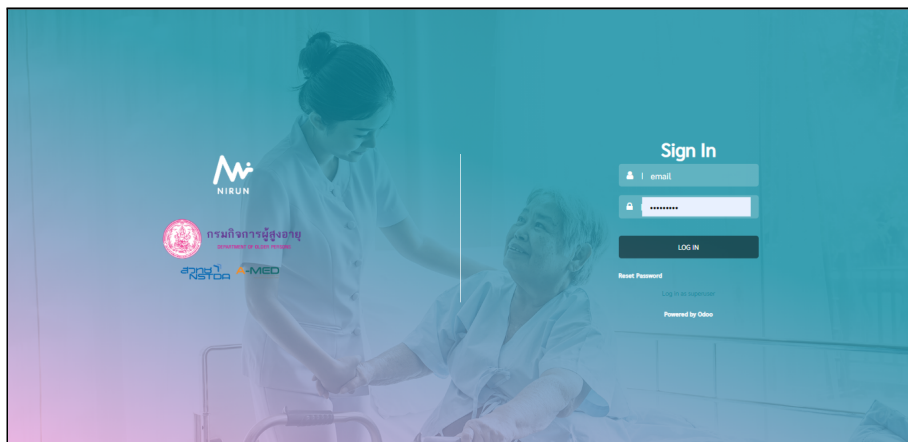 NIRUN
กรมกิจการผู้สูงอายุ
DEPARTMENT OF OLDER PERSONS
สวทช
NSTDA
A-MED
Sign In
email
LOG IN
Reset Password
Log in as superuser
Powered by Odoo